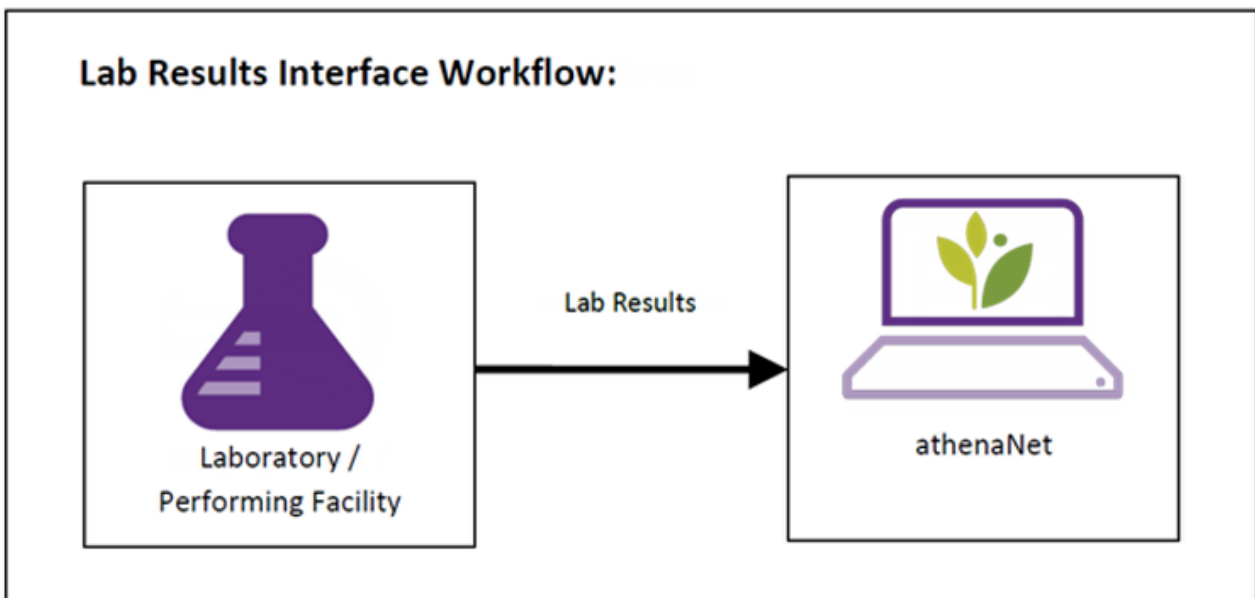 Lab Results Interface Workflow:
Lab Results
Laboratory /
Performing Facility
athenaNet